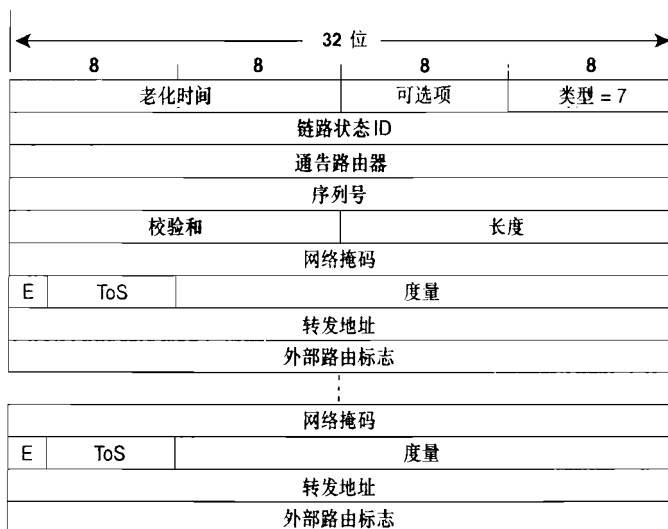 32 位
8 8 8 8
老化时间 可选项 类型 = 7
链路状态 ID
通告路由器
序列号
校验和 长度
网络掩码
E ToS 度量
转发地址
外部路由标志
网络掩码
E ToS 度量
转发地址
外部路由标志